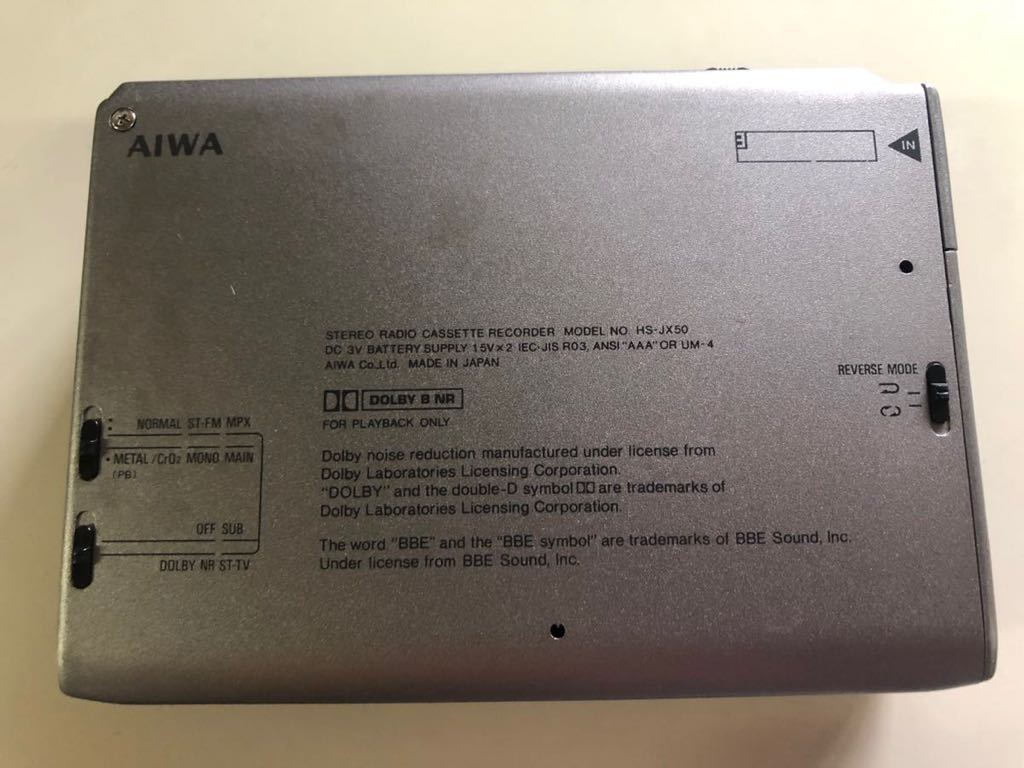 AIWA
IN
STEREO RADIO CASSETTE RECORDER MODEL NO. HS-JX50
DC 3V BATTERY SUPPLY 1.5V×2 IEC·JIS R03, ANSI "AAA" OR UM-4
AIWA Co.,Ltd. MADE IN JAPAN
DOLBY B NR
FOR PLAYBACK ONLY
Dolby noise reduction manufactured under license from
Dolby Laboratories Licensing Corporation.
"DOLBY" and the double-D symbol are trademarks of
Dolby Laboratories Licensing Corporation.
The word "BBE" and the "BBE symbol" are trademarks of BBE Sound, Inc.
Under license from BBE Sound, Inc.
REVERSE MODE
NORMAL ST-FM MPX
• METAL/CrO₂ MONO MAIN
(PB)
OFF SUB
DOLBY NR ST-TV